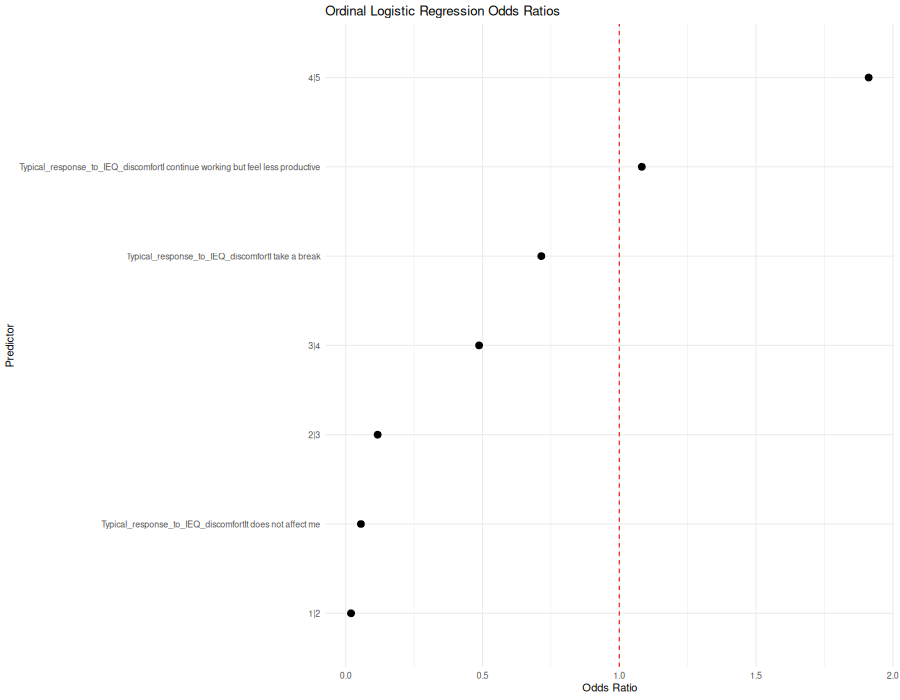 Ordinal Logistic Regression Odds Ratios
4|5
Typical_response_to_IEQ_discomfortI continue working but feel less productive
Typical_response_to_IEQ_discomfortI take a break
3|4
2|3
Typical_response_to_IEQ_discomfortIt does not affect me
1|2
Predictor
0.0 0.5 1.0 1.5 2.0
Odds Ratio